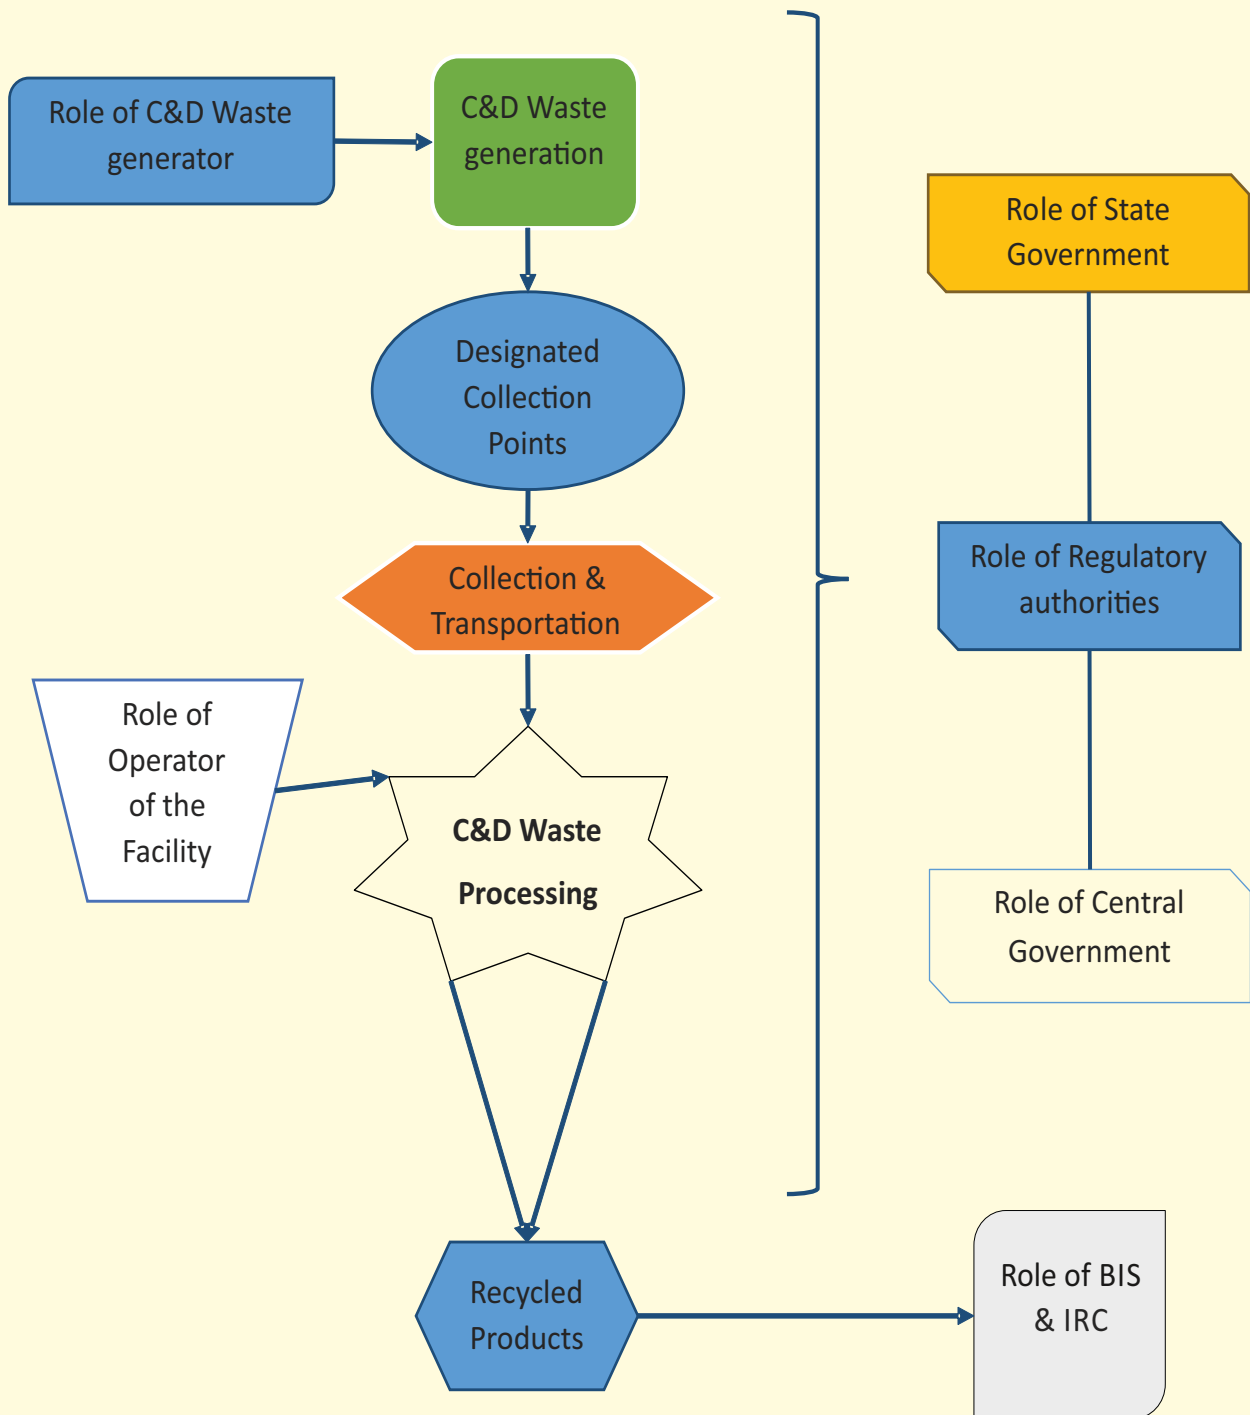 Role of C&D Waste
generator
C&D Waste
generation
Designated
Collection
Points
Collection &
Transportation
Role of
Operator
of the
Facility
C&D Waste
Processing
Recycled
Products
Role of State
Government
Role of Regulatory
authorities
Role of Central
Government
Role of BIS
& IRC